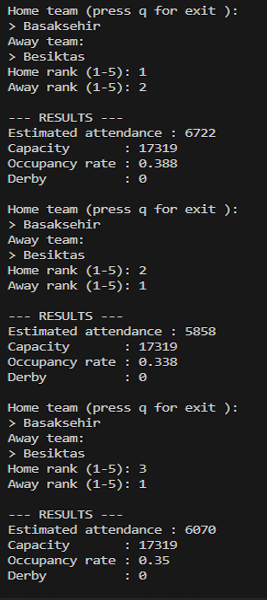 Home team (press q for exit ):
> Basaksehir
Away team:
> Besiktas
Home rank (1-5): 1
Away rank (1-5): 2
--- RESULTS ---
Estimated attendance : 6722
Capacity : 17319
Occupancy rate : 0.388
Derby : 0
Home team (press q for exit ):
> Basaksehir
Away team:
> Besiktas
Home rank (1-5): 2
Away rank (1-5): 1
--- RESULTS ---
Estimated attendance : 5858
Capacity : 17319
Occupancy rate : 0.338
Derby : 0
Home team (press q for exit ):
> Basaksehir
Away team:
> Besiktas
Home rank (1-5): 3
Away rank (1-5): 1
--- RESULTS ---
Estimated attendance : 6070
Capacity : 17319
Occupancy rate : 0.35
Derby : 0